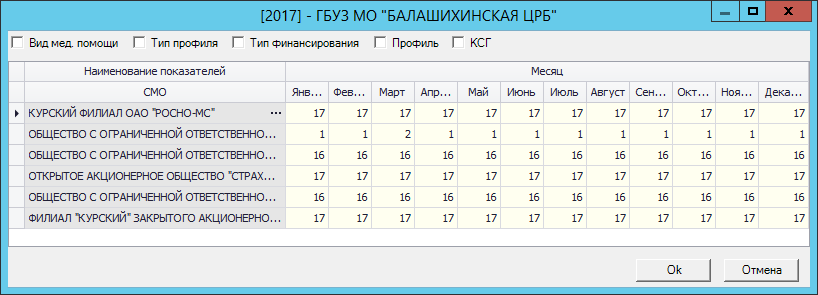 [2017] - ГБУЗ МО "БАЛАШИХИНСКАЯ ЦРБ"
Вид мед. помощи Тип профиля Тип финансирования Профиль КСГ
Наименование показателей Месяц
СМО Янв... Фев... Март Апр... Май Июнь Июль Август Сен... Окт... Ноя... Дека...
КУРСКИЙ ФИЛИАЛ ОАО "РОСНО-МС" ... 17 17 17 17 17 17 17 17 17 17 17 17
ОБЩЕСТВО С ОГРАНИЧЕННОЙ ОТВЕТСТВЕННО... 1 1 2 1 1 1 1 1 1 1 1 1
ОБЩЕСТВО С ОГРАНИЧЕННОЙ ОТВЕТСТВЕННО... 16 16 16 16 16 16 16 16 16 16 16 16
ОТКРЫТОЕ АКЦИОНЕРНОЕ ОБЩЕСТВО "СТРАХ... 17 17 17 17 17 17 17 17 17 17 17 17
ОБЩЕСТВО С ОГРАНИЧЕННОЙ ОТВЕТСТВЕННО... 16 16 16 16 16 16 16 16 16 16 16 16
ФИЛИАЛ "КУРСКИЙ" ЗАКРЫТОГО АКЦИОНЕРНО... 17 17 17 17 17 17 17 17 17 17 17 17
Ok Отмена